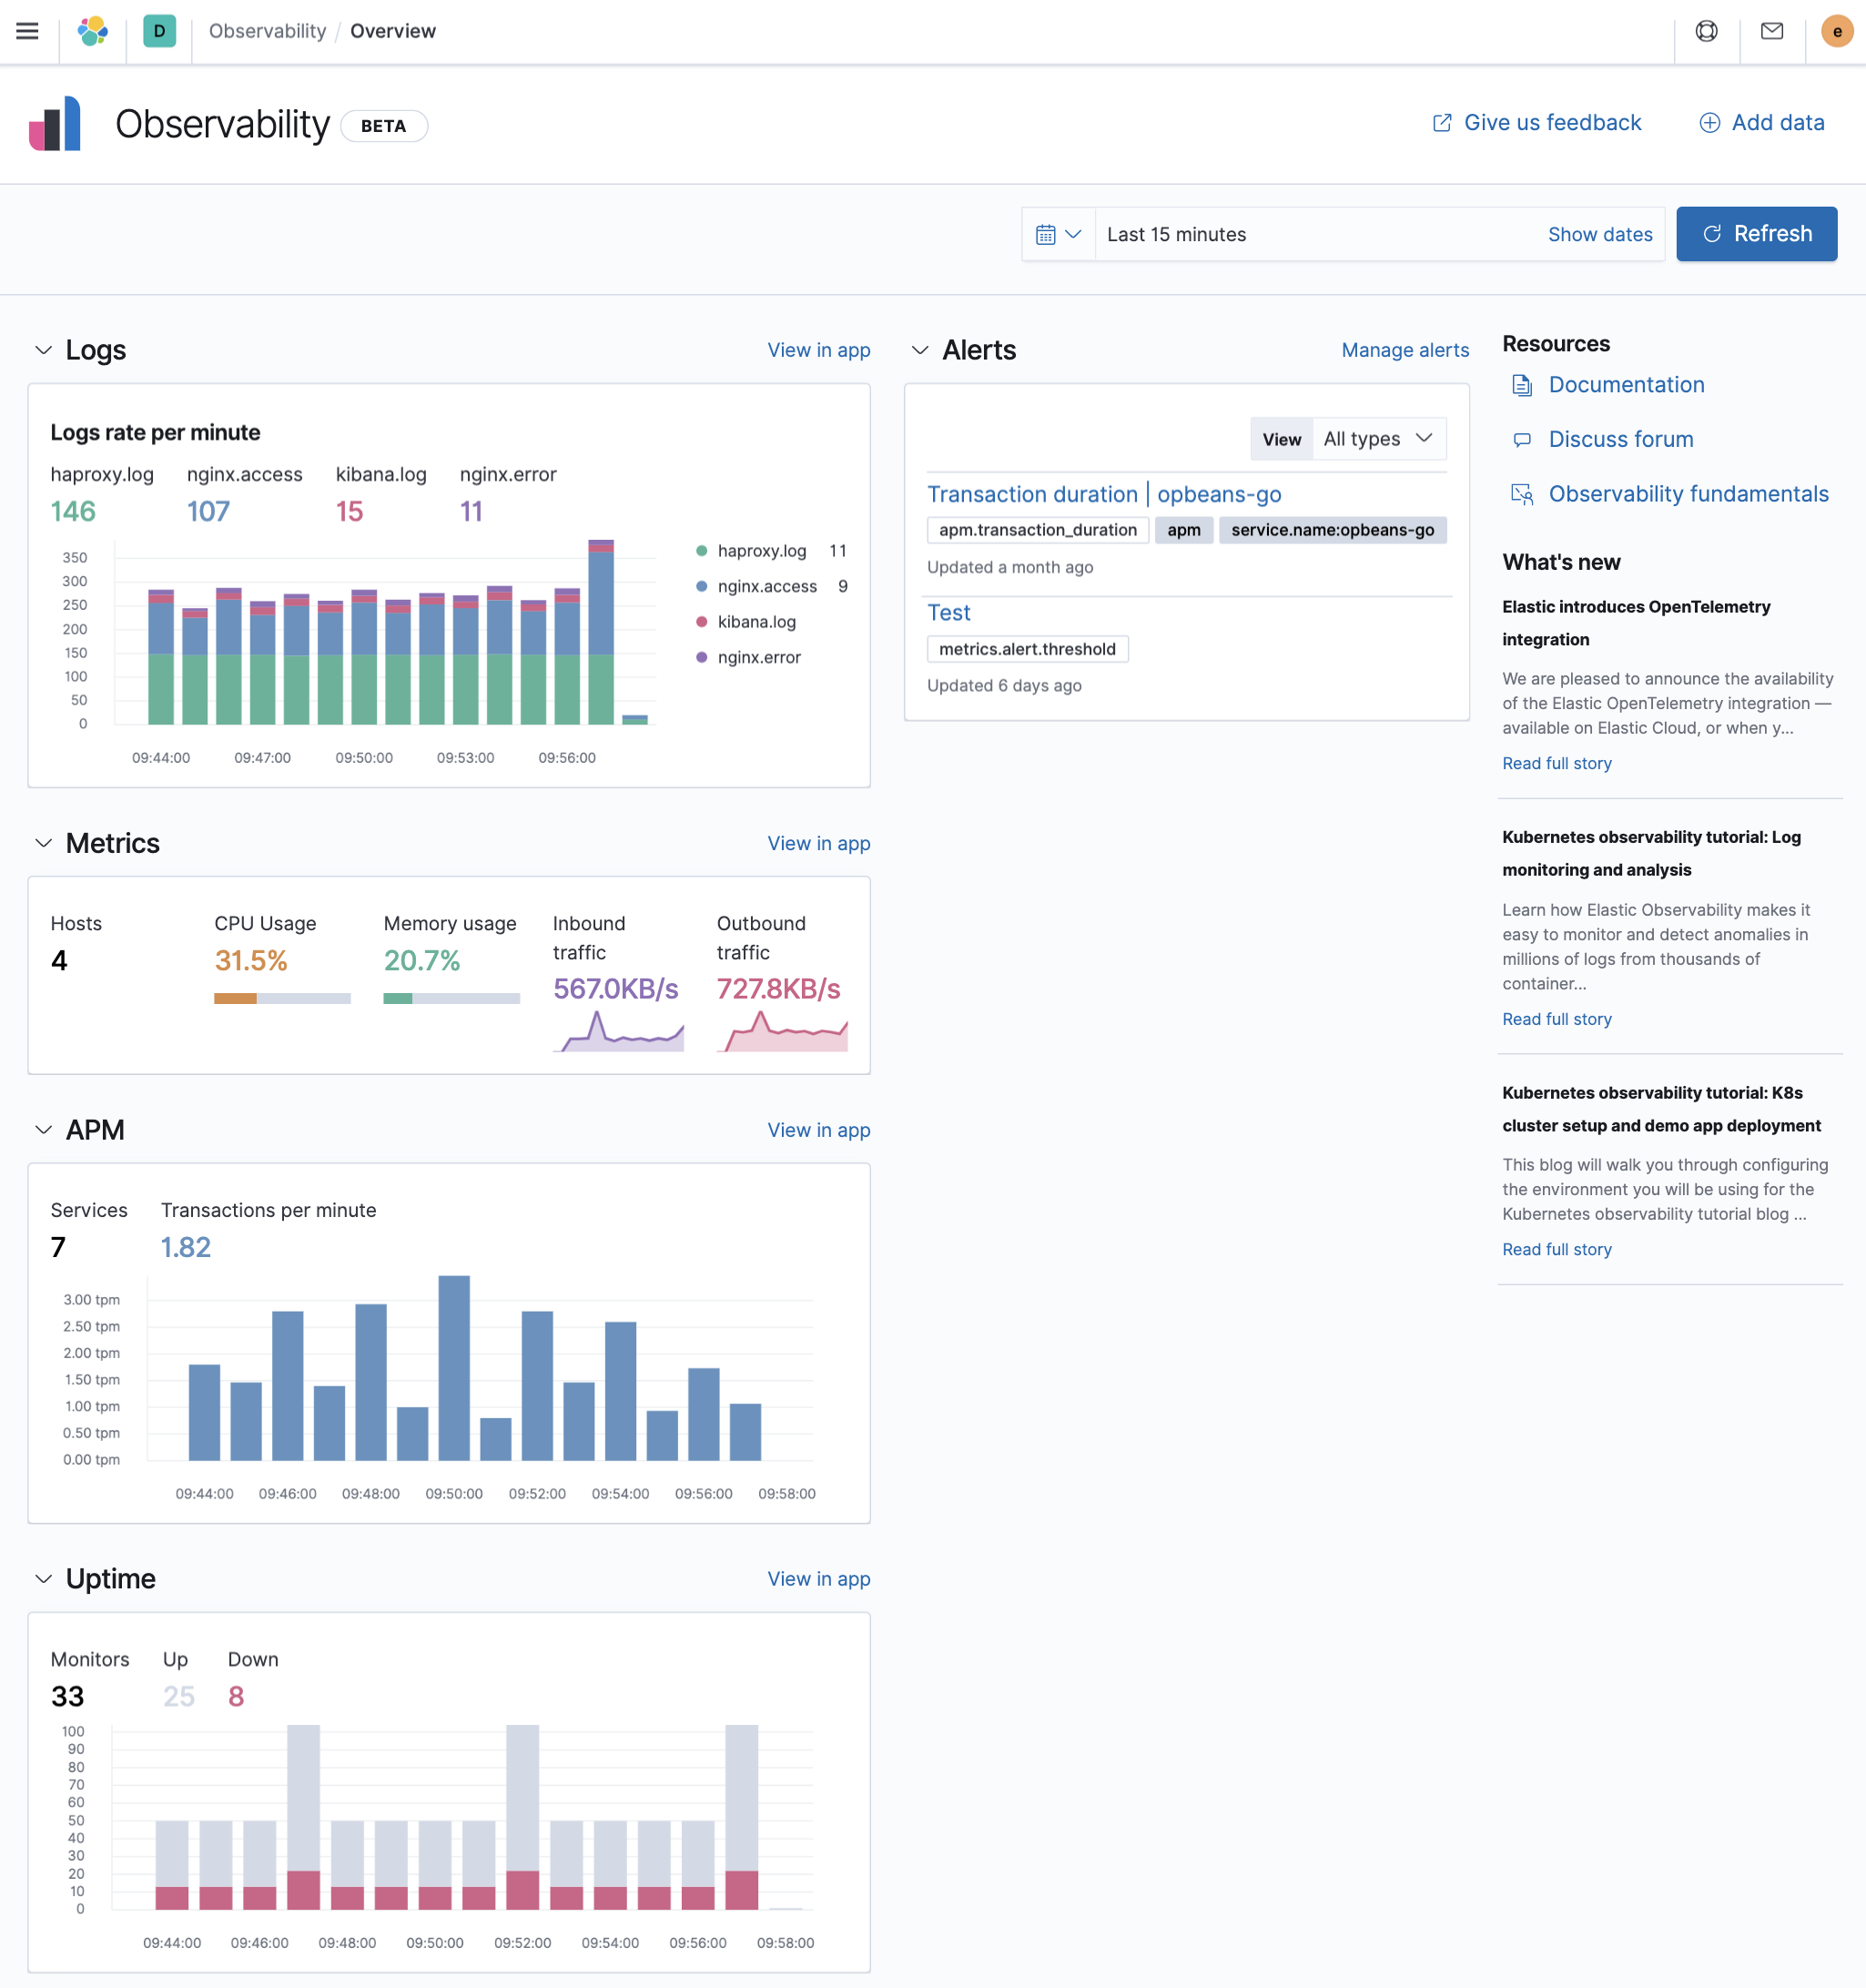 D
Observability / Overview
e
Observability BETA
Give us feedback
Add data
Last 15 minutes
Show dates
Refresh
Logs
View in app
Logs rate per minute
haproxy.log nginx.access kibana.log nginx.error
146 107 15 11
haproxy.log 11
nginx.access 9
kibana.log
nginx.error
350
300
250
200
150
100
50
0
09:44:00 09:47:00 09:50:00 09:53:00 09:56:00
Metrics
View in app
Hosts
4
CPU Usage
31.5%
Memory usage
20.7%
Inbound
traffic
567.0KB/s
Outbound
traffic
727.8KB/s
APM
View in app
Services
7
Transactions per minute
1.82
3.00 tpm
2.50 tpm
2.00 tpm
1.50 tpm
1.00 tpm
0.50 tpm
0.00 tpm
09:44:00 09:46:00 09:48:00 09:50:00 09:52:00 09:54:00 09:56:00 09:58:00
Uptime
View in app
Monitors
33
Up
25
Down
8
100
90
80
70
60
50
40
30
20
10
0
09:44:00 09:46:00 09:48:00 09:50:00 09:52:00 09:54:00 09:56:00 09:58:00
Alerts
Manage alerts
View All types
Transaction duration | opbeans-go
apm.transaction_duration apm service.name:opbeans-go
Updated a month ago
Test
metrics.alert.threshold
Updated 6 days ago
Resources
Documentation
Discuss forum
Observability fundamentals
What's new
Elastic introduces OpenTelemetry
integration
We are pleased to announce the availability
of the Elastic OpenTelemetry integration —
available on Elastic Cloud, or when y...
Read full story
Kubernetes observability tutorial: Log
monitoring and analysis
Learn how Elastic Observability makes it
easy to monitor and detect anomalies in
millions of logs from thousands of
container...
Read full story
Kubernetes observability tutorial: K8s
cluster setup and demo app deployment
This blog will walk you through configuring
the environment you will be using for the
Kubernetes observability tutorial blog ...
Read full story